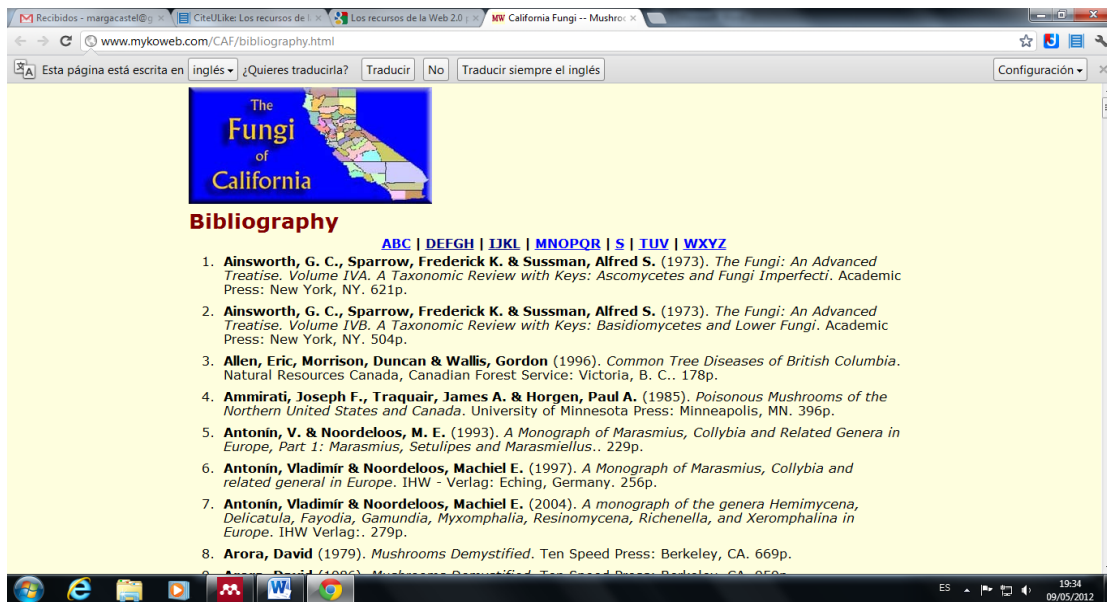 Recibidos - margacastel@g
CiteULike: Los recursos de l
Los recursos de la Web 2.0 |
MW California Fungi -- Mushroo
www.mykoweb.com/CAF/bibliography.html
Esta página está escrita en inglés ¿Quieres traducirla? Traducir No Traducir siempre el inglés Configuración
The
Fungi
of
California
Bibliography
ABC | DEFGH | IJKL | MNOPQR | S | TUV | WXYZ
1. Ainsworth, G. C., Sparrow, Frederick K. & Sussman, Alfred S. (1973). The Fungi: An Advanced
Treatise. Volume IVA. A Taxonomic Review with Keys: Ascomycetes and Fungi Imperfecti. Academic
Press: New York, NY. 621p.
2. Ainsworth, G. C., Sparrow, Frederick K. & Sussman, Alfred S. (1973). The Fungi: An Advanced
Treatise. Volume IVB. A Taxonomic Review with Keys: Basidiomycetes and Lower Fungi. Academic
Press: New York, NY. 504p.
3. Allen, Eric, Morrison, Duncan & Wallis, Gordon (1996). Common Tree Diseases of British Columbia.
Natural Resources Canada, Canadian Forest Service: Victoria, B. C.. 178p.
4. Ammirati, Joseph F., Traquair, James A. & Horgen, Paul A. (1985). Poisonous Mushrooms of the
Northern United States and Canada. University of Minnesota Press: Minneapolis, MN. 396p.
5. Antonín, V. & Noordeloos, M. E. (1993). A Monograph of Marasmius, Collybia and Related Genera in
Europe, Part 1: Marasmius, Setulipes and Marasmiellus.. 229p.
6. Antonín, Vladimír & Noordeloos, Machiel E. (1997). A Monograph of Marasmius, Collybia and
related general in Europe. IHW - Verlag: Eching, Germany. 256p.
7. Antonín, Vladimír & Noordeloos, Machiel E. (2004). A monograph of the genera Hemimycena,
Delicatula, Fayodia, Gamundia, Myxomphalia, Resinomycena, Richenella, and Xeromphalina in
Europe. IHW Verlag:. 279p.
8. Arora, David (1979). Mushrooms Demystified. Ten Speed Press: Berkeley, CA. 669p.
ES 19:34
09/05/2012